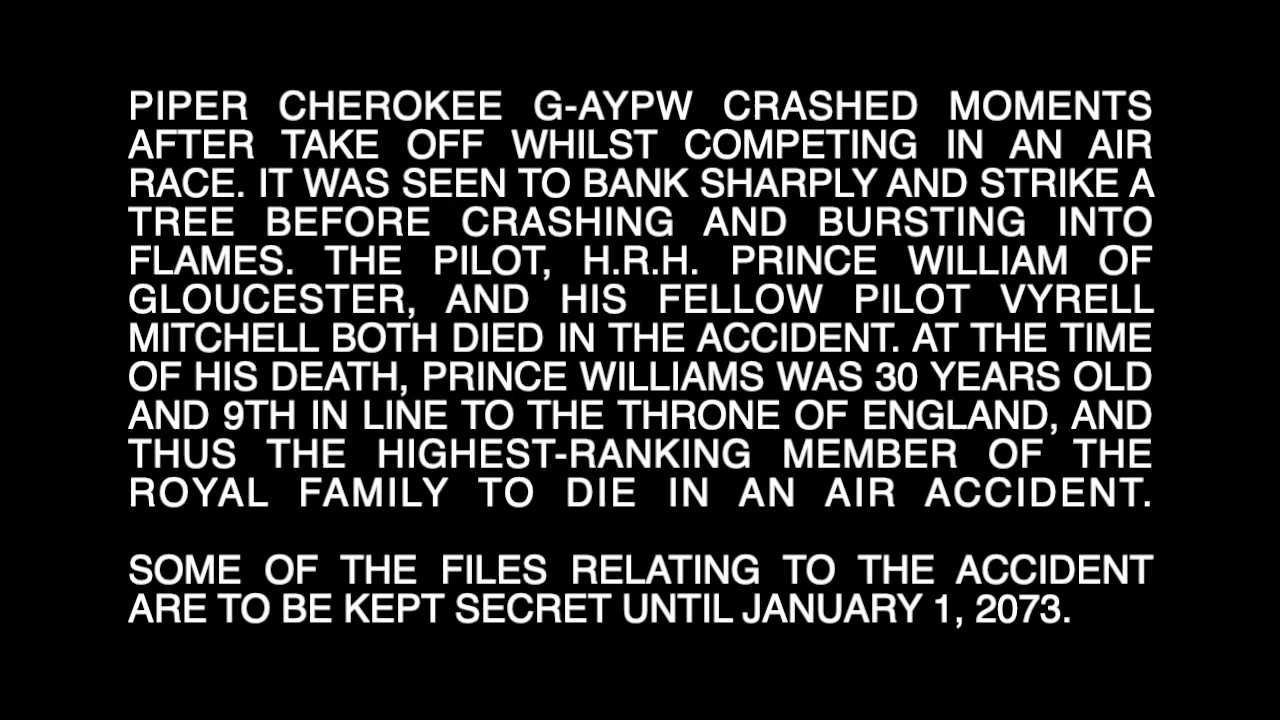 PIPER CHEROKEE G-AYPW CRASHED MOMENTS
AFTER TAKE OFF WHILST COMPETING IN AN AIR
RACE. IT WAS SEEN TO BANK SHARPLY AND STRIKE A
TREE BEFORE CRASHING AND BURSTING INTO
FLAMES. THE PILOT, H.R.H. PRINCE WILLIAM OF
GLOUCESTER, AND HIS FELLOW PILOT VYRELL
MITCHELL BOTH DIED IN THE ACCIDENT. AT THE TIME
OF HIS DEATH, PRINCE WILLIAMS WAS 30 YEARS OLD
AND 9TH IN LINE TO THE THRONE OF ENGLAND, AND
THUS THE HIGHEST-RANKING MEMBER OF THE
ROYAL FAMILY TO DIE IN AN AIR ACCIDENT.
SOME OF THE FILES RELATING TO THE ACCIDENT
ARE TO BE KEPT SECRET UNTIL JANUARY 1, 2073.